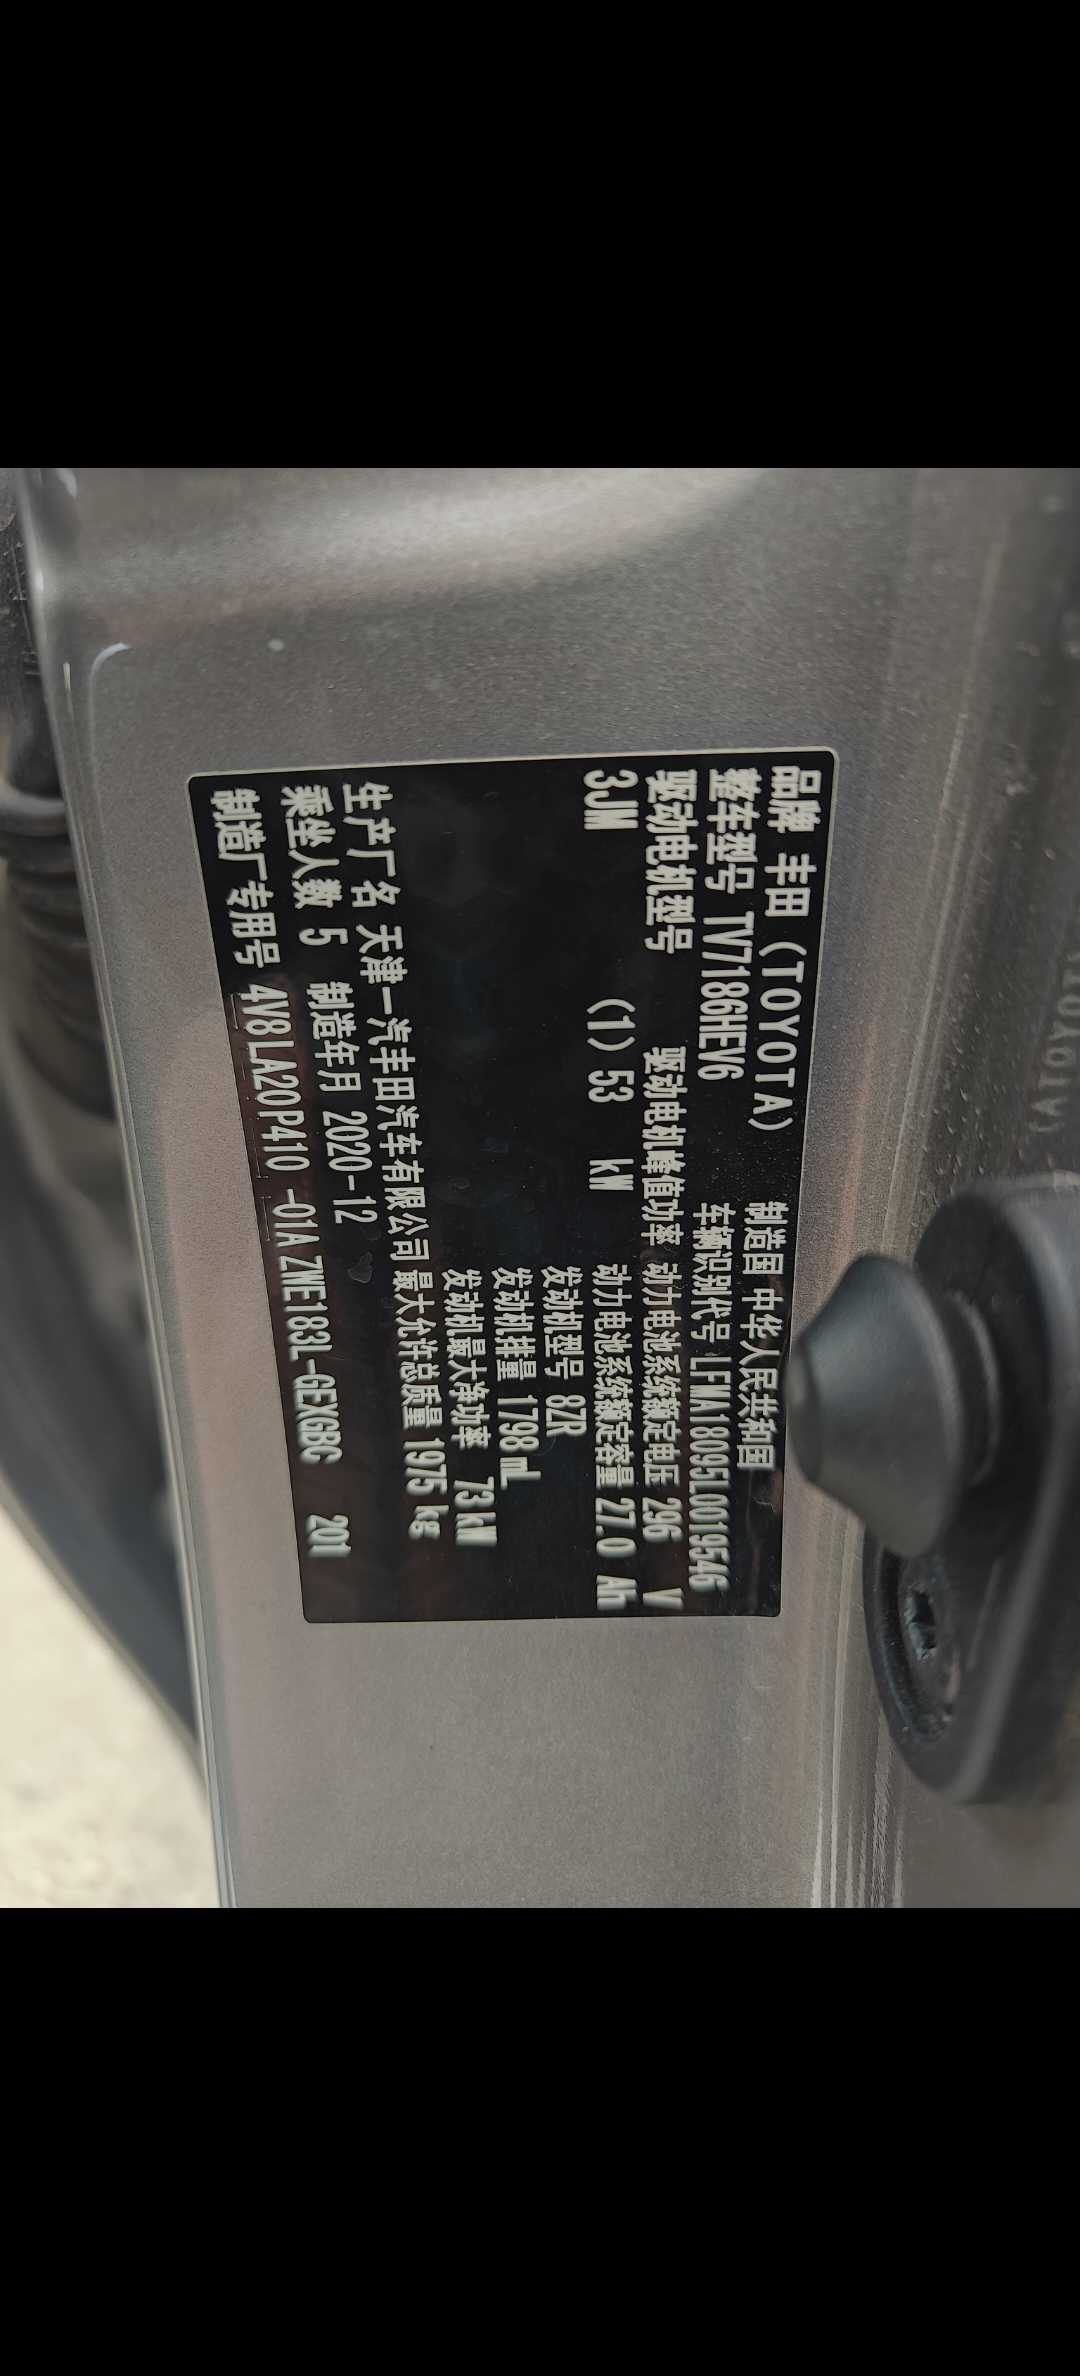 品牌 丰田 (TOYOTA) 制造国 中华人民共和国
整车型号 TV7186HEV6 车辆识别代号 LFMA18095L0019546
驱动电机型号 驱动电机峰值功率 动力电池系统额定电压 296 V
3JM (1) 53 kW 动力电池系统额定容量 27.0 Ah
发动机型号 8ZR
发动机排量 1798 mL
发动机最大净功率 73 kW
生产厂名 天津一汽丰田汽车有限公司 最大允许总质量 1975 kg
乘坐人数 5 制造年月 2020-12
制造厂专用号 4V8 LA20 P410 -01A ZWE183L-GEXGBC 201